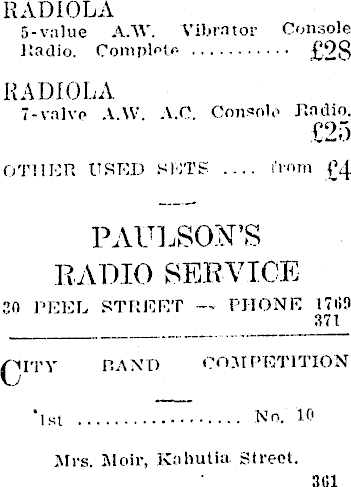 RADIOLA
5-value A.W. Vibrator Console
Radio. Complete ........... £28
RADIOLA
7-valve A.W. A.C. Console Radio.
£25
OTHER USED SETS .... from £4
PAULSON'S
RADIO SERVICE
30 PEEL STREET — PHONE 1769
371
CITY BAND COMPETITION
1st .................. No. 10
Mrs. Moir, Kahutia Street.
361